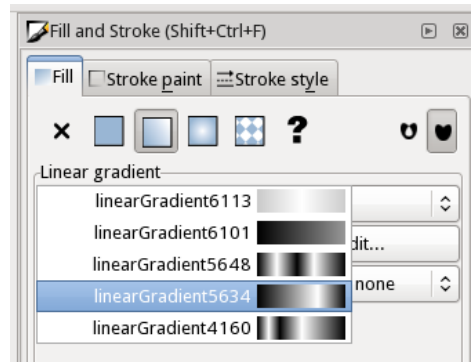 Fill and Stroke (Shift+Ctrl+F)
Fill Stroke paint Stroke style
?
Linear gradient
linearGradient6113
linearGradient6101
dit...
linearGradient5648
linearGradient5634 none
linearGradient4160